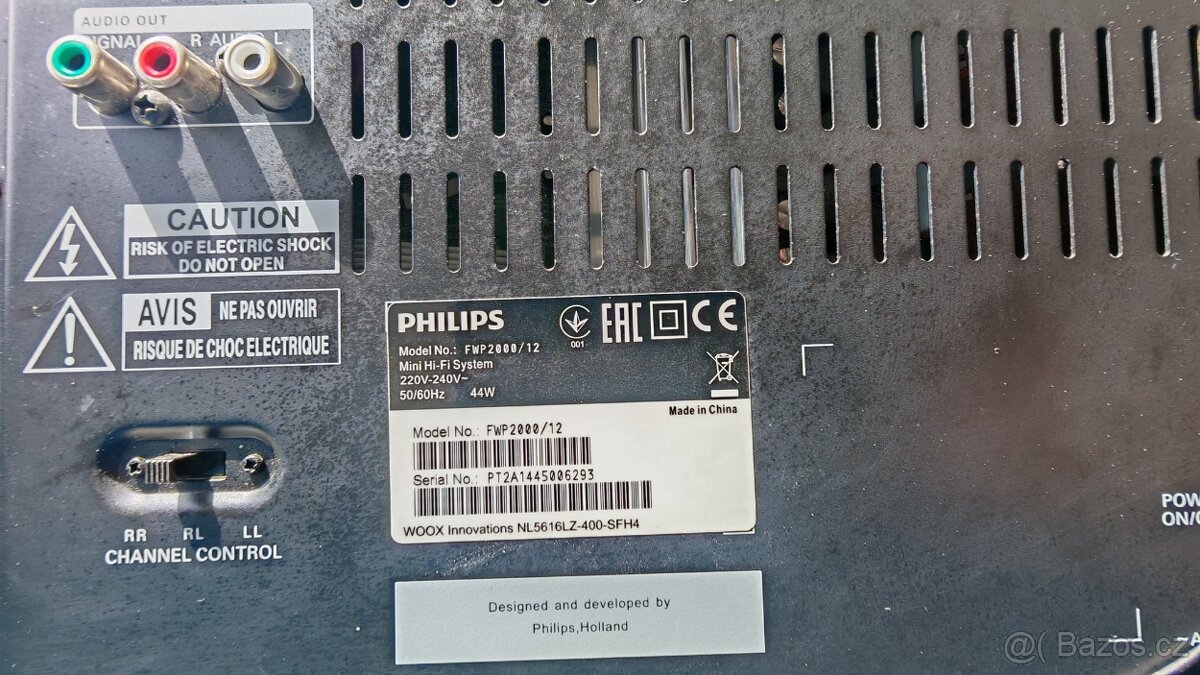 AUDIO OUT
SIGNAL R AUDIO L
CAUTION
RISK OF ELECTRIC SHOCK
DO NOT OPEN
AVIS NE PAS OUVRIR
RISQUE DE CHOC ELECTRIQUE
RR RL LL
CHANNEL CONTROL
PHILIPS 001 EAC CE
Model No.: FWP2000/12
Mini Hi-Fi System
220V-240V~
50/60Hz 44W
Made in China
Model No.: FWP2000/12
Serial No.: PT2A1445006293
WOOX Innovations NL5616LZ-400-SFH4
Designed and developed by
Philips,Holland
~A
@( Bazos.cz